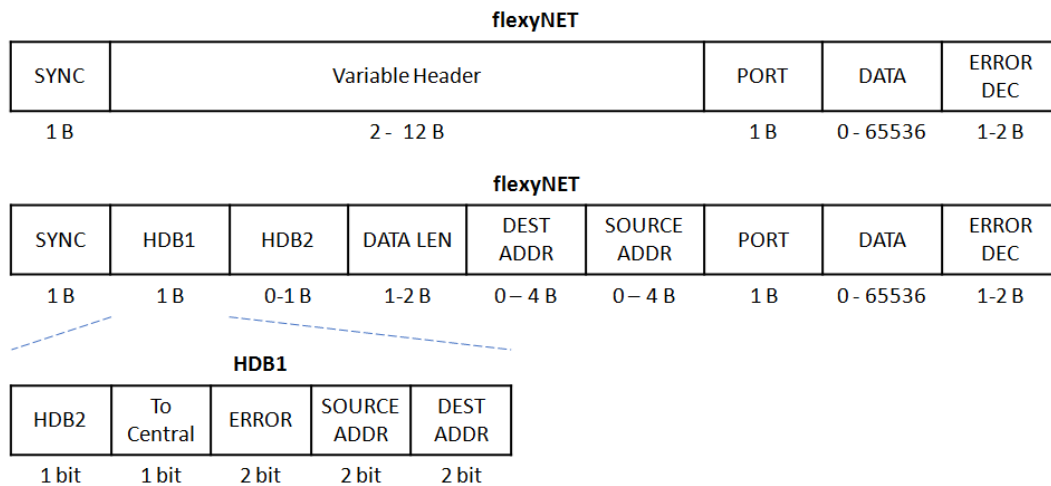 flexyNET
SYNC Variable Header PORT DATA ERROR DEC
1 B 2 - 12 B 1 B 0 - 65536 1-2 B
flexyNET
SYNC HDB1 HDB2 DATA LEN DEST ADDR SOURCE ADDR PORT DATA ERROR DEC
1 B 1 B 0-1 B 1-2 B 0 – 4 B 0 – 4 B 1 B 0 - 65536 1-2 B
HDB1
HDB2 To Central ERROR SOURCE ADDR DEST ADDR
1 bit 1 bit 2 bit 2 bit 2 bit